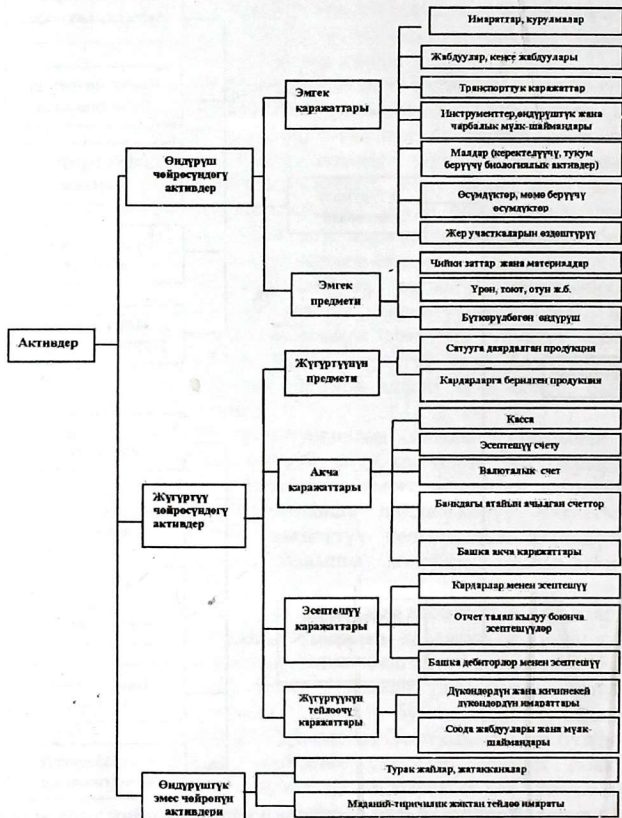 Имараттар, курулмалар
Жабдуулар, кеңсе жабдуулары
Эмгек
каражаттары
Транспорттук каражаттар
Инструменттер,өндүрүштүк жана
чарбалык мүлк-шаймандары
Өндүрүш
чөйрөсүндөгү
активдер
Малдар (керектелүүчү, тукум
берүүчү биологиялык активдер)
Өсүмдүктөр, мөмө берүүчү
өсүмдүктөр
Жер участкаларын өздөштүрүү
Эмгек
предмети
Чийки заттар жана материалдар
Үрөн, тоют, отун ж.б.
Бүткөрүлбөгөн өндүрүш
Активдер
Жүгүртүүнүн
предмети
Сатууга даярдалган продукция
Кардарларга берилген продукция
Касса
Эсептешүү счету
Акча
каражаттары
Валюталык счет
Жүгүртүү
чөйрөсүндөгү
активдер
Банкдагы атайын ачылган счеттор
Башка акча каражаттары
Эсептешүү
каражаттары
Кардарлар менен эсептешүү
Отчет талап кылуу боюнча
эсептешүүлөр
Башка дебиторлор менен эсептешүү
Жүгүртүүнүн
тейлөөчү
каражаттары
Дүкөндөрдүн жана кичинекей
дүкөндөрдүн имараттары
Соода жабдуулары жана мүлк-
шаймандары
Өндүрүштүк
эмес чөйрөнүн
активдери
Турак жайлар, жатакканалар
Маданий-тиричилик жактан тейлөө имараты